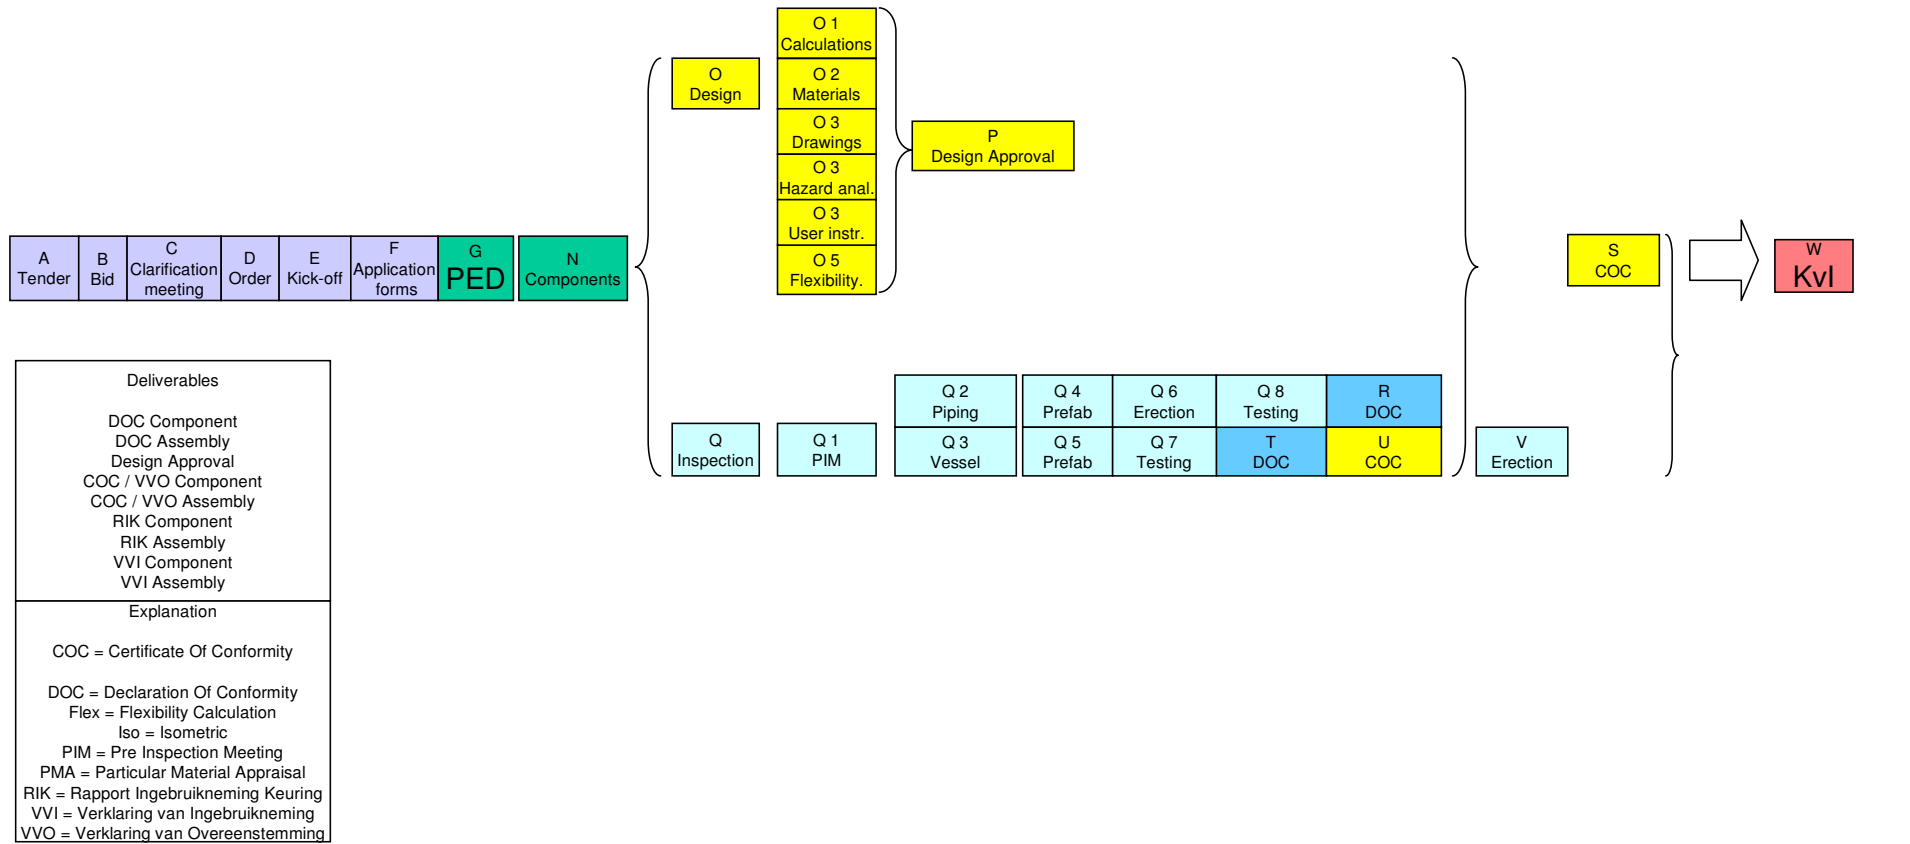 A
Tender
B
Bid
C
Clarification
meeting
D
Order
E
Kick-off
F
Application
forms
G
PED
N
Components
O
Design
O 1
Calculations
O 2
Materials
O 3
Drawings
O 3
Hazard anal.
O 3
User instr.
O 5
Flexibility.
P
Design Approval
Q
Inspection
Q 1
PIM
Q 2
Piping
Q 4
Prefab
Q 6
Erection
Q 8
Testing
R
DOC
Q 3
Vessel
Q 5
Prefab
Q 7
Testing
T
DOC
U
COC
V
Erection
S
COC
W
KvI
Deliverables
DOC Component
DOC Assembly
Design Approval
COC / VVO Component
COC / VVO Assembly
RIK Component
RIK Assembly
VVI Component
VVI Assembly
Explanation
COC = Certificate Of Conformity
DOC = Declaration Of Conformity
Flex = Flexibility Calculation
Iso = Isometric
PIM = Pre Inspection Meeting
PMA = Particular Material Appraisal
RIK = Rapport Ingebruikneming Keuring
VVI = Verklaring van Ingebruikneming
VVO = Verklaring van Overeenstemming